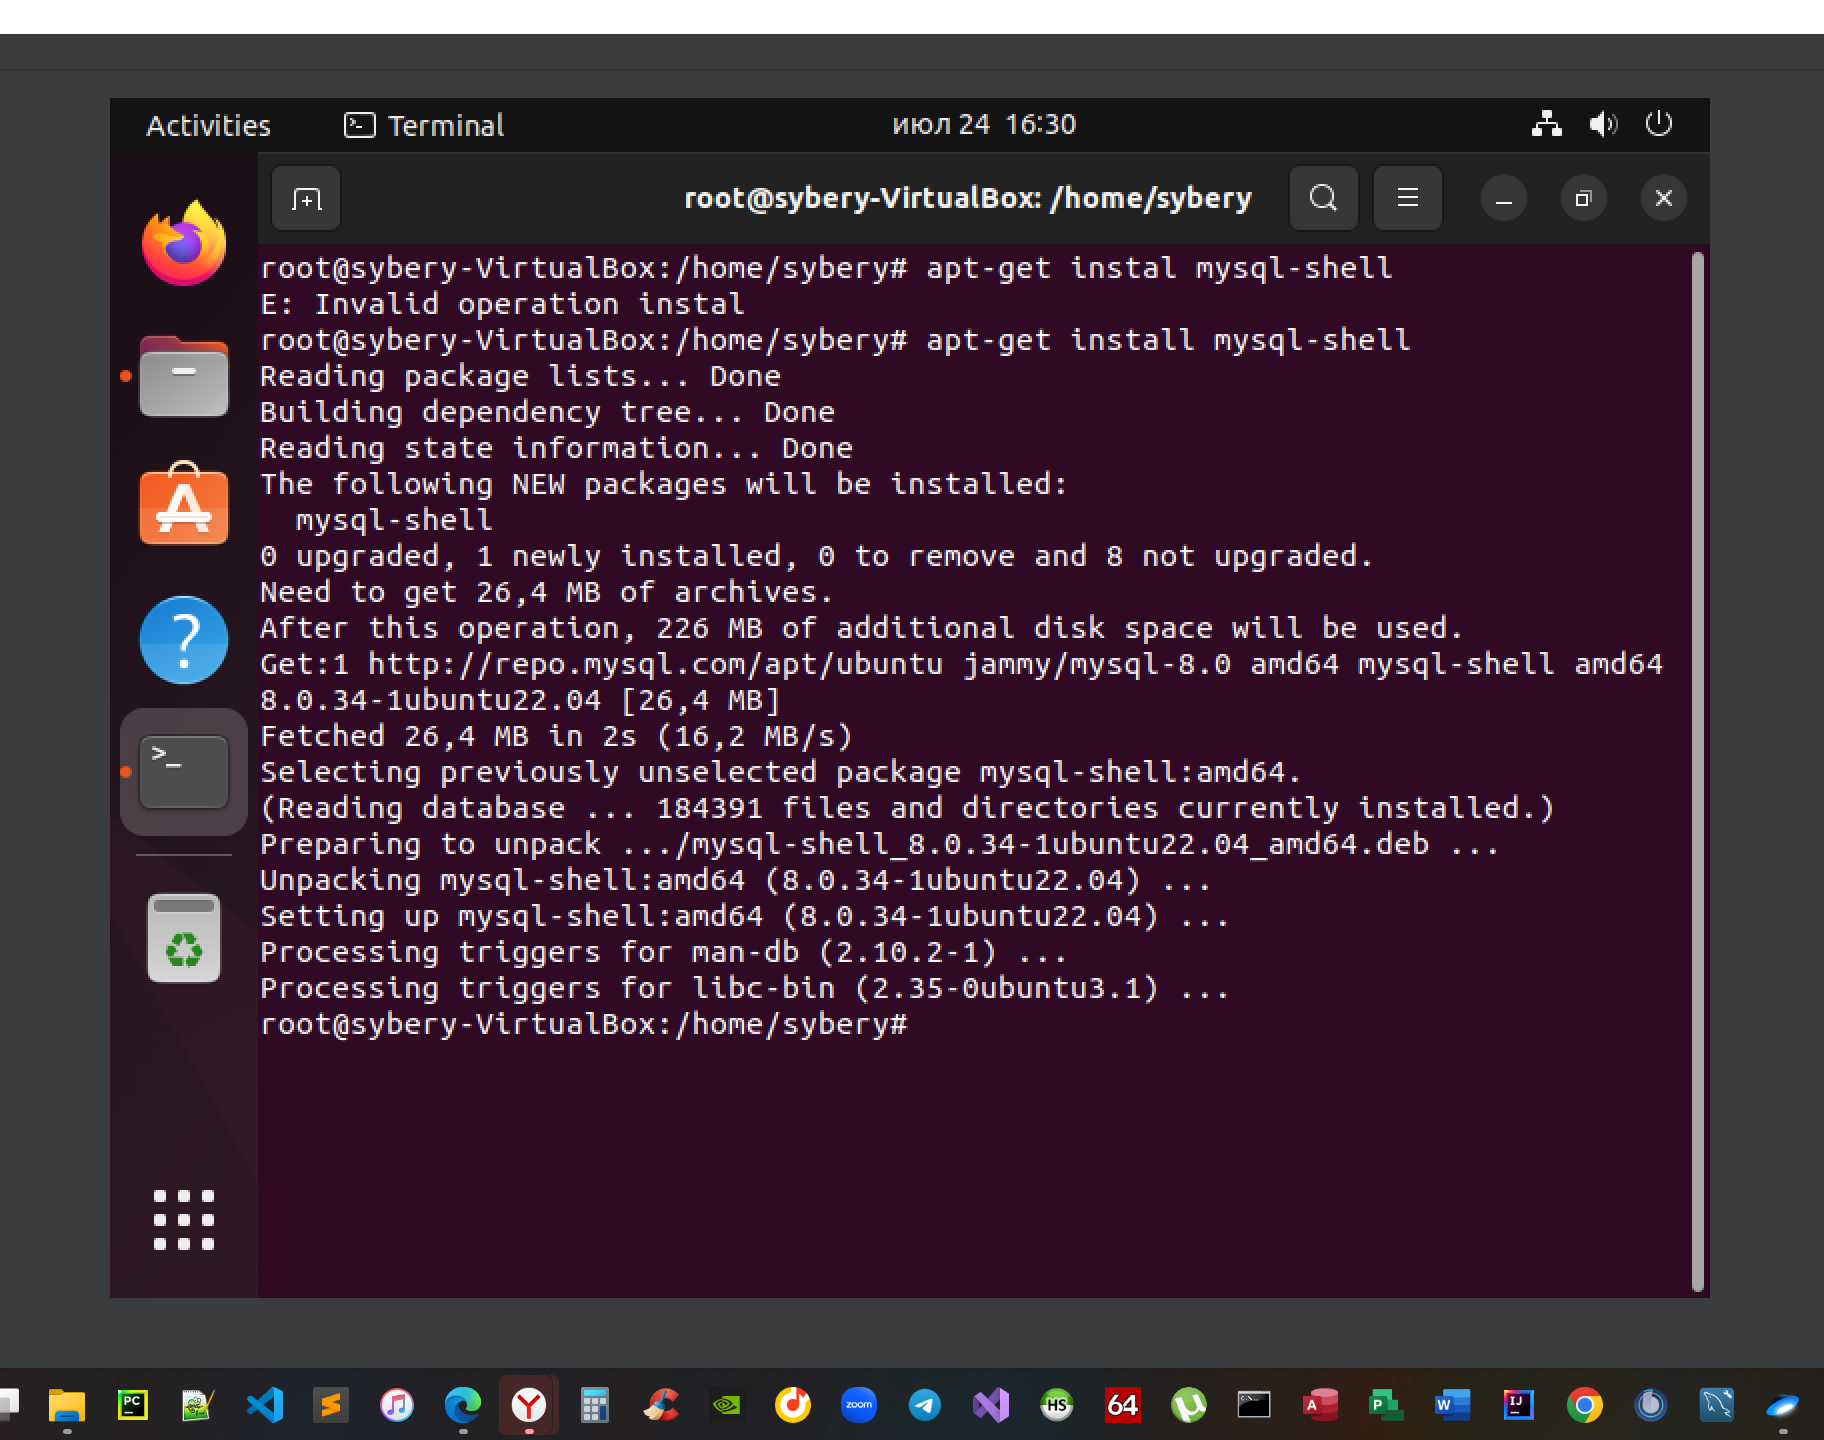 Activities Terminal июл 24 16:30
root@sybery-VirtualBox: /home/sybery
root@sybery-VirtualBox:/home/sybery# apt-get instal mysql-shell
E: Invalid operation instal
root@sybery-VirtualBox:/home/sybery# apt-get install mysql-shell
Reading package lists... Done
Building dependency tree... Done
Reading state information... Done
The following NEW packages will be installed:
  mysql-shell
0 upgraded, 1 newly installed, 0 to remove and 8 not upgraded.
Need to get 26,4 MB of archives.
After this operation, 226 MB of additional disk space will be used.
Get:1 http://repo.mysql.com/apt/ubuntu jammy/mysql-8.0 amd64 mysql-shell amd64
8.0.34-1ubuntu22.04 [26,4 MB]
Fetched 26,4 MB in 2s (16,2 MB/s)
Selecting previously unselected package mysql-shell:amd64.
(Reading database ... 184391 files and directories currently installed.)
Preparing to unpack .../mysql-shell_8.0.34-1ubuntu22.04_amd64.deb ...
Unpacking mysql-shell:amd64 (8.0.34-1ubuntu22.04) ...
Setting up mysql-shell:amd64 (8.0.34-1ubuntu22.04) ...
Processing triggers for man-db (2.10.2-1) ...
Processing triggers for libc-bin (2.35-0ubuntu3.1) ...
root@sybery-VirtualBox:/home/sybery#
PC zoom HS 64 A P W IJ